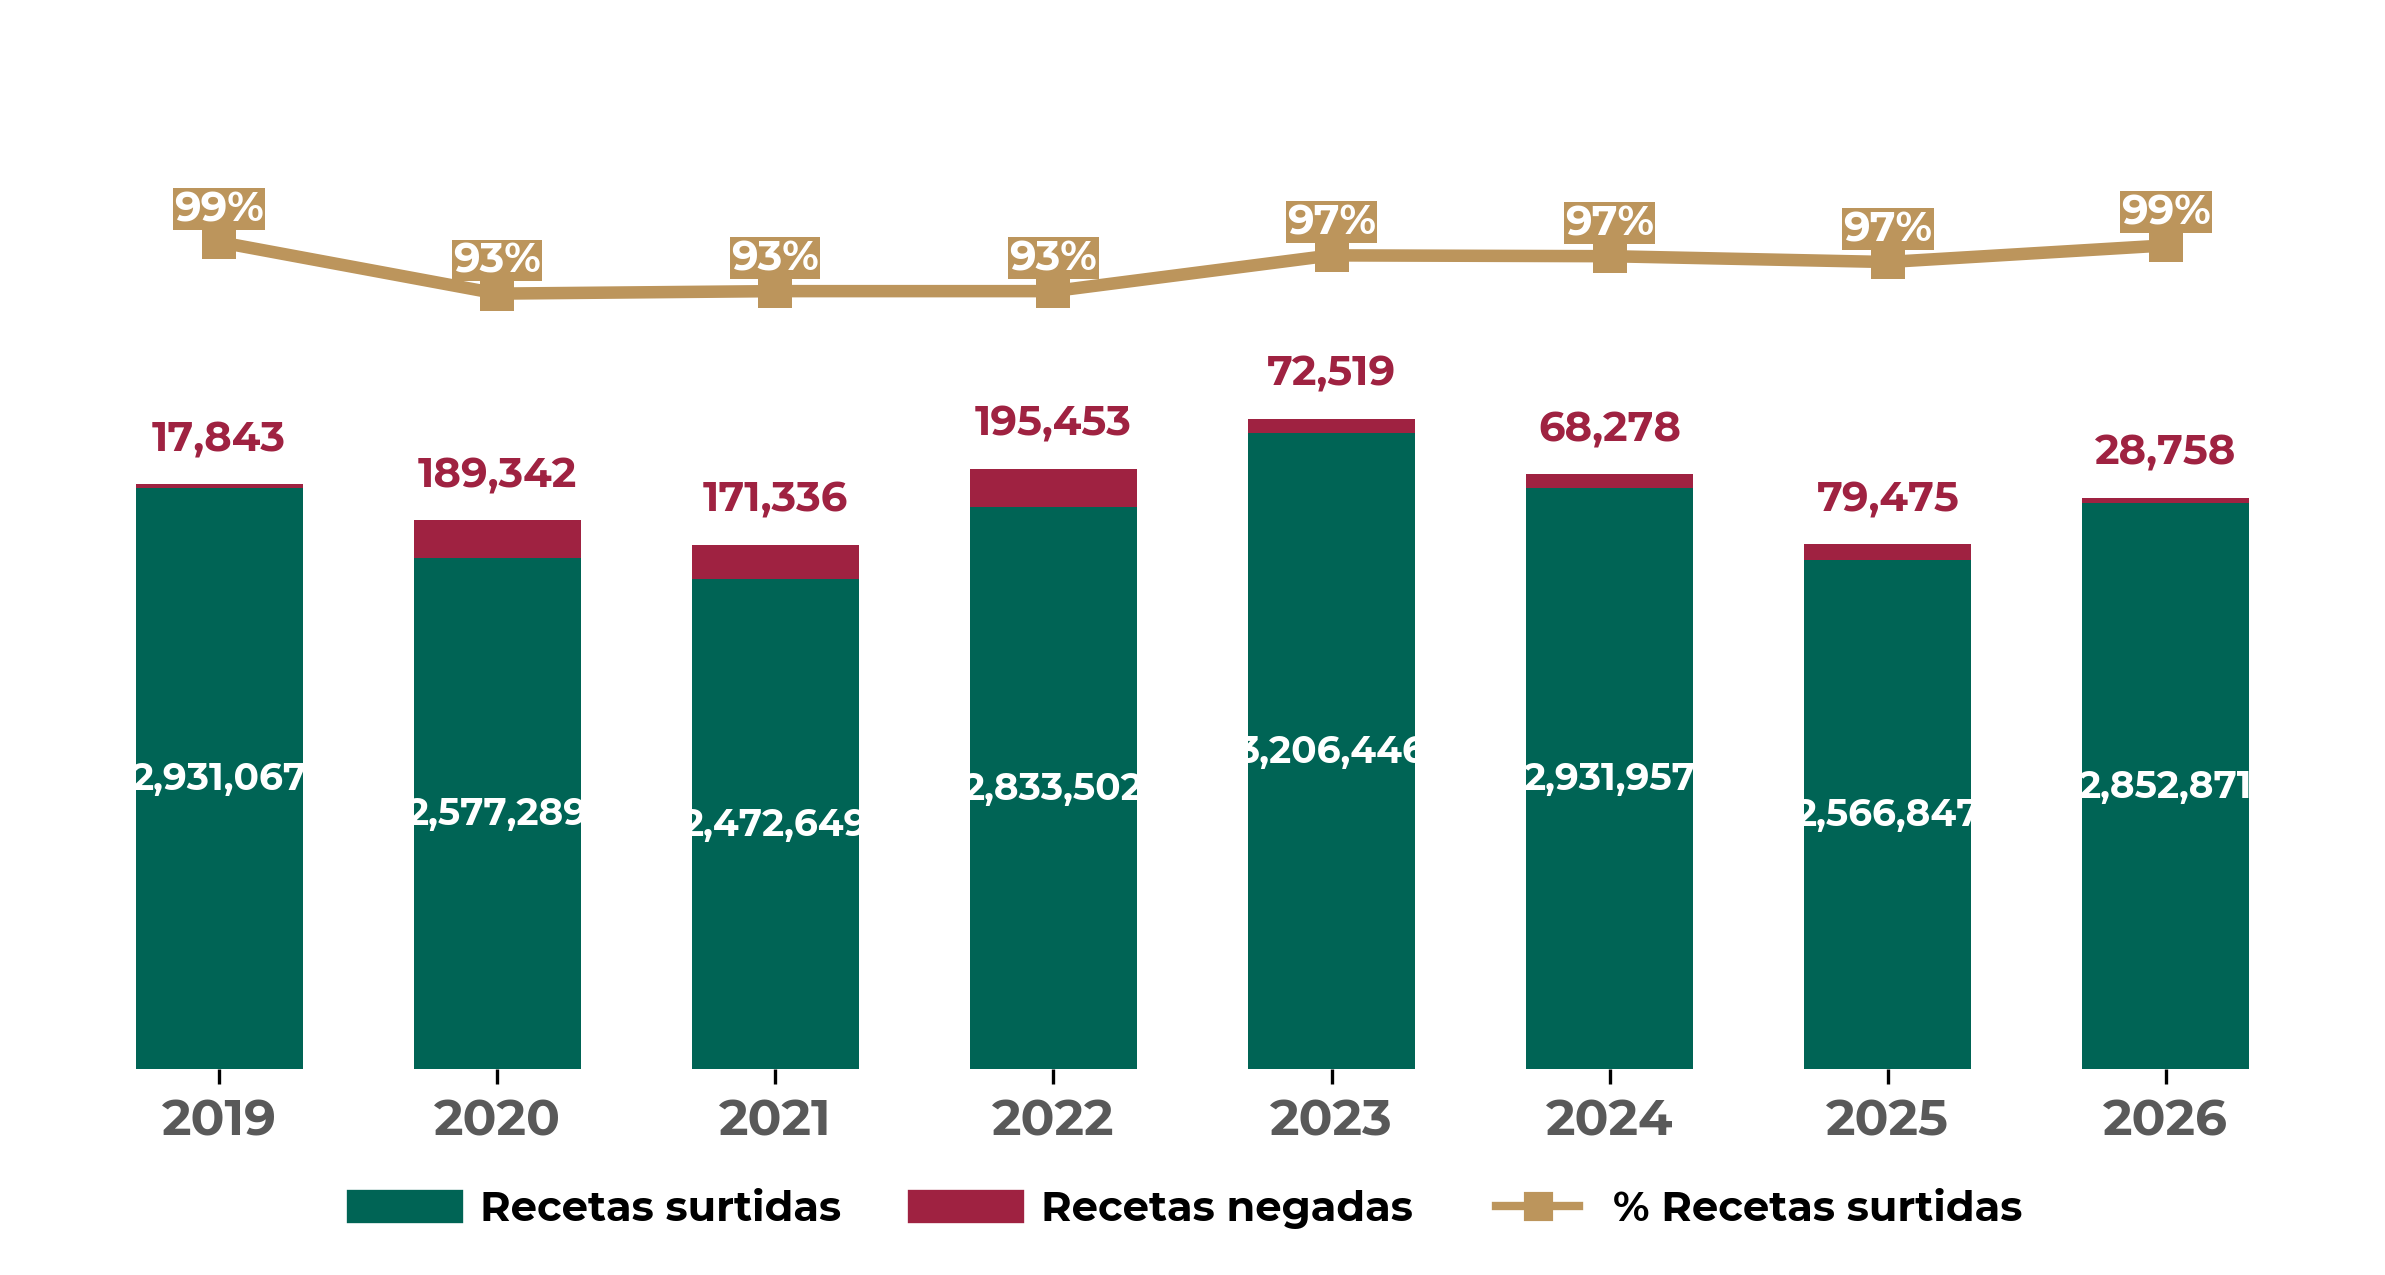 99% 93% 93% 93% 97% 97% 97% 99%
17,843 189,342 171,336 195,453 72,519 68,278 79,475 28,758
2,931,067 2,577,289 2,472,649 2,833,502 3,206,446 2,931,957 2,566,847 2,852,871
2019 2020 2021 2022 2023 2024 2025 2026
Recetas surtidas Recetas negadas % Recetas surtidas